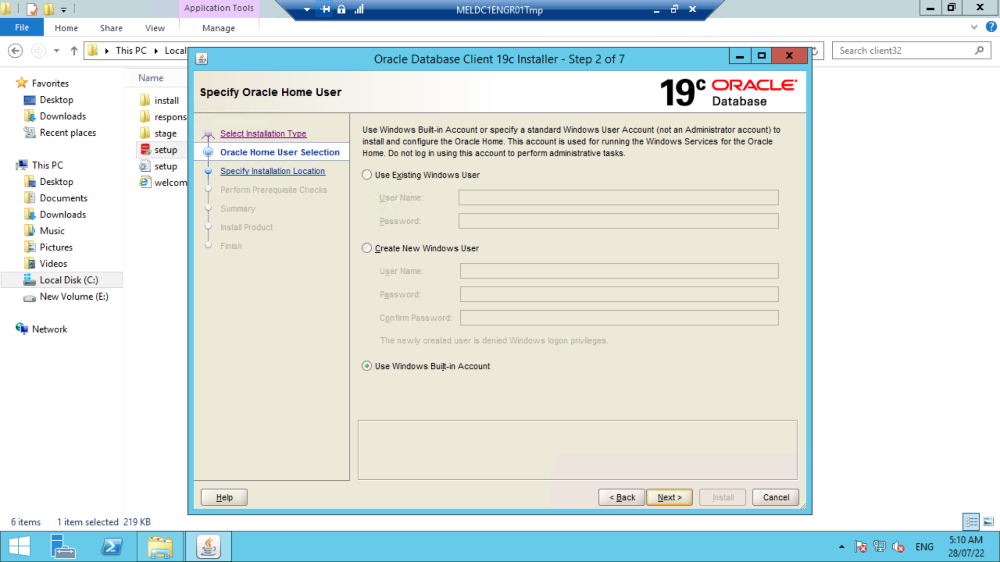 Application Tools
MELDC1ENGR01Tmp
File
Home
Share
View
Manage
This PC
Local
Search client32
Favorites
Desktop
Downloads
Recent places
This PC
Desktop
Documents
Downloads
Music
Pictures
Videos
Local Disk (C:)
New Volume (E:)
Network
Name
install
respons
stage
setup
setup
welcom
Oracle Database Client 19c Installer - Step 2 of 7
Specify Oracle Home User
19c ORACLE
Database
Select Installation Type
Oracle Home User Selection
Specify Installation Location
Perform Prerequisite Checks
Summary
Install Product
Finish
Use Windows Built-in Account or specify a standard Windows User Account (not an Administrator account) to
install and configure the Oracle Home. This account is used for running the Windows Services for the Oracle
Home. Do not log in using this account to perform administrative tasks.
Use Existing Windows User
User Name:
Password:
Create New Windows User
User Name:
Password:
Confirm Password:
The newly created user is denied Windows logon privileges.
Use Windows Built-in Account
Help
< Back
Next >
Install
Cancel
6 items
1 item selected 219 KB
ENG
5:10 AM
28/07/22